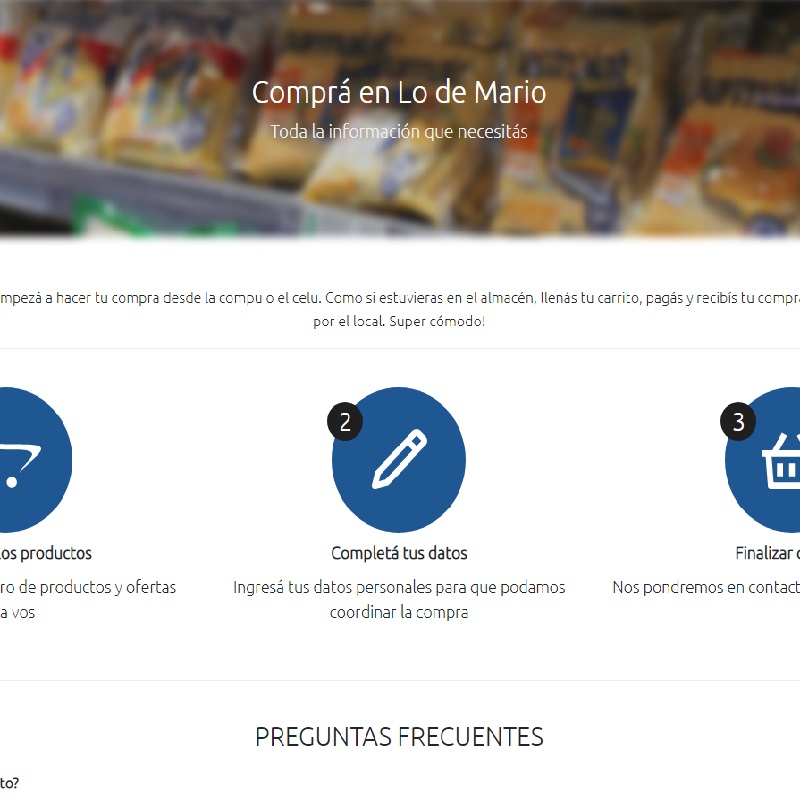 Comprá en Lo de Mario
Toda la información que necesitás
mpezá a hacer tu compra desde la compu o el celu. Como si estuvieras en el almacén, llenás tu carrito, pagás y recibís tu compra
por el local. Super cómodo!
2
3
los productos
Completá tus datos
Finalizar
ro de productos y ofertas
a vos
Ingresá tus datos personales para que podamos
coordinar la compra
Nos pondremos en contact
PREGUNTAS FRECUENTES
to?